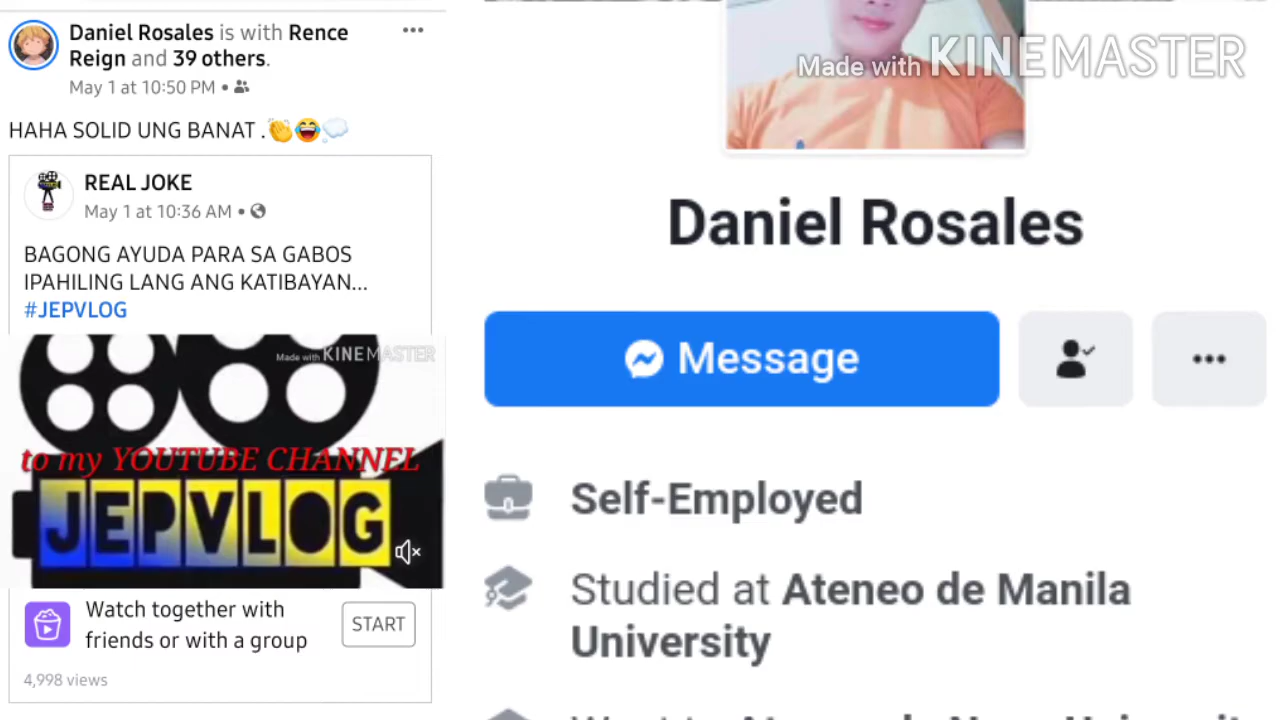 Daniel Rosales is with Rence
Reign and 39 others.
May 1 at 10:50 PM •
HAHA SOLID UNG BANAT .👏😂💭
REAL JOKE
May 1 at 10:36 AM •
BAGONG AYUDA PARA SA GABOS
IPAHILING LANG ANG KATIBAYAN...
#JEPVLOG
Made with KINEMASTER
to my YOUTUBE CHANNEL
JEPVLOG
Watch together with
friends or with a group
START
4,998 views
Made with KINEMASTER
Daniel Rosales
Message
Self-Employed
Studied at Ateneo de Manila
University